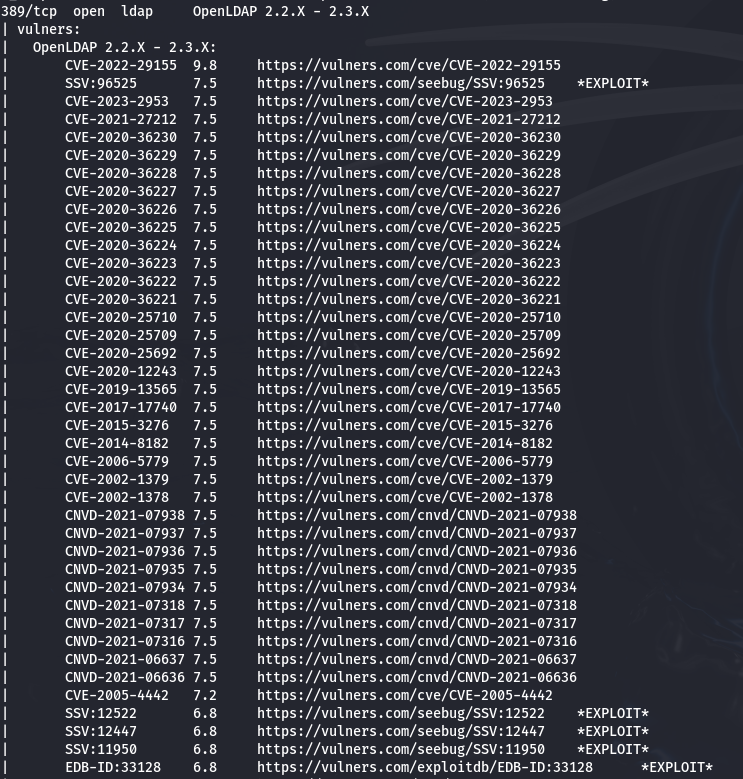 389/tcp open ldap OpenLDAP 2.2.X - 2.3.X
| vulners:
| OpenLDAP 2.2.X - 2.3.X:
| CVE-2022-29155 9.8 https://vulners.com/cve/CVE-2022-29155
| SSV:96525 7.5 https://vulners.com/seebug/SSV:96525 *EXPLOIT*
| CVE-2023-2953 7.5 https://vulners.com/cve/CVE-2023-2953
| CVE-2021-27212 7.5 https://vulners.com/cve/CVE-2021-27212
| CVE-2020-36230 7.5 https://vulners.com/cve/CVE-2020-36230
| CVE-2020-36229 7.5 https://vulners.com/cve/CVE-2020-36229
| CVE-2020-36228 7.5 https://vulners.com/cve/CVE-2020-36228
| CVE-2020-36227 7.5 https://vulners.com/cve/CVE-2020-36227
| CVE-2020-36226 7.5 https://vulners.com/cve/CVE-2020-36226
| CVE-2020-36225 7.5 https://vulners.com/cve/CVE-2020-36225
| CVE-2020-36224 7.5 https://vulners.com/cve/CVE-2020-36224
| CVE-2020-36223 7.5 https://vulners.com/cve/CVE-2020-36223
| CVE-2020-36222 7.5 https://vulners.com/cve/CVE-2020-36222
| CVE-2020-36221 7.5 https://vulners.com/cve/CVE-2020-36221
| CVE-2020-25710 7.5 https://vulners.com/cve/CVE-2020-25710
| CVE-2020-25709 7.5 https://vulners.com/cve/CVE-2020-25709
| CVE-2020-25692 7.5 https://vulners.com/cve/CVE-2020-25692
| CVE-2020-12243 7.5 https://vulners.com/cve/CVE-2020-12243
| CVE-2019-13565 7.5 https://vulners.com/cve/CVE-2019-13565
| CVE-2017-17740 7.5 https://vulners.com/cve/CVE-2017-17740
| CVE-2015-3276 7.5 https://vulners.com/cve/CVE-2015-3276
| CVE-2014-8182 7.5 https://vulners.com/cve/CVE-2014-8182
| CVE-2006-5779 7.5 https://vulners.com/cve/CVE-2006-5779
| CVE-2002-1379 7.5 https://vulners.com/cve/CVE-2002-1379
| CVE-2002-1378 7.5 https://vulners.com/cve/CVE-2002-1378
| CNVD-2021-07938 7.5 https://vulners.com/cnvd/CNVD-2021-07938
| CNVD-2021-07937 7.5 https://vulners.com/cnvd/CNVD-2021-07937
| CNVD-2021-07936 7.5 https://vulners.com/cnvd/CNVD-2021-07936
| CNVD-2021-07935 7.5 https://vulners.com/cnvd/CNVD-2021-07935
| CNVD-2021-07934 7.5 https://vulners.com/cnvd/CNVD-2021-07934
| CNVD-2021-07318 7.5 https://vulners.com/cnvd/CNVD-2021-07318
| CNVD-2021-07317 7.5 https://vulners.com/cnvd/CNVD-2021-07317
| CNVD-2021-07316 7.5 https://vulners.com/cnvd/CNVD-2021-07316
| CNVD-2021-06637 7.5 https://vulners.com/cnvd/CNVD-2021-06637
| CNVD-2021-06636 7.5 https://vulners.com/cnvd/CNVD-2021-06636
| CVE-2005-4442 7.2 https://vulners.com/cve/CVE-2005-4442
| SSV:12522 6.8 https://vulners.com/seebug/SSV:12522 *EXPLOIT*
| SSV:12447 6.8 https://vulners.com/seebug/SSV:12447 *EXPLOIT*
| SSV:11950 6.8 https://vulners.com/seebug/SSV:11950 *EXPLOIT*
| EDB-ID:33128 6.8 https://vulners.com/exploitdb/EDB-ID:33128 *EXPLOIT*